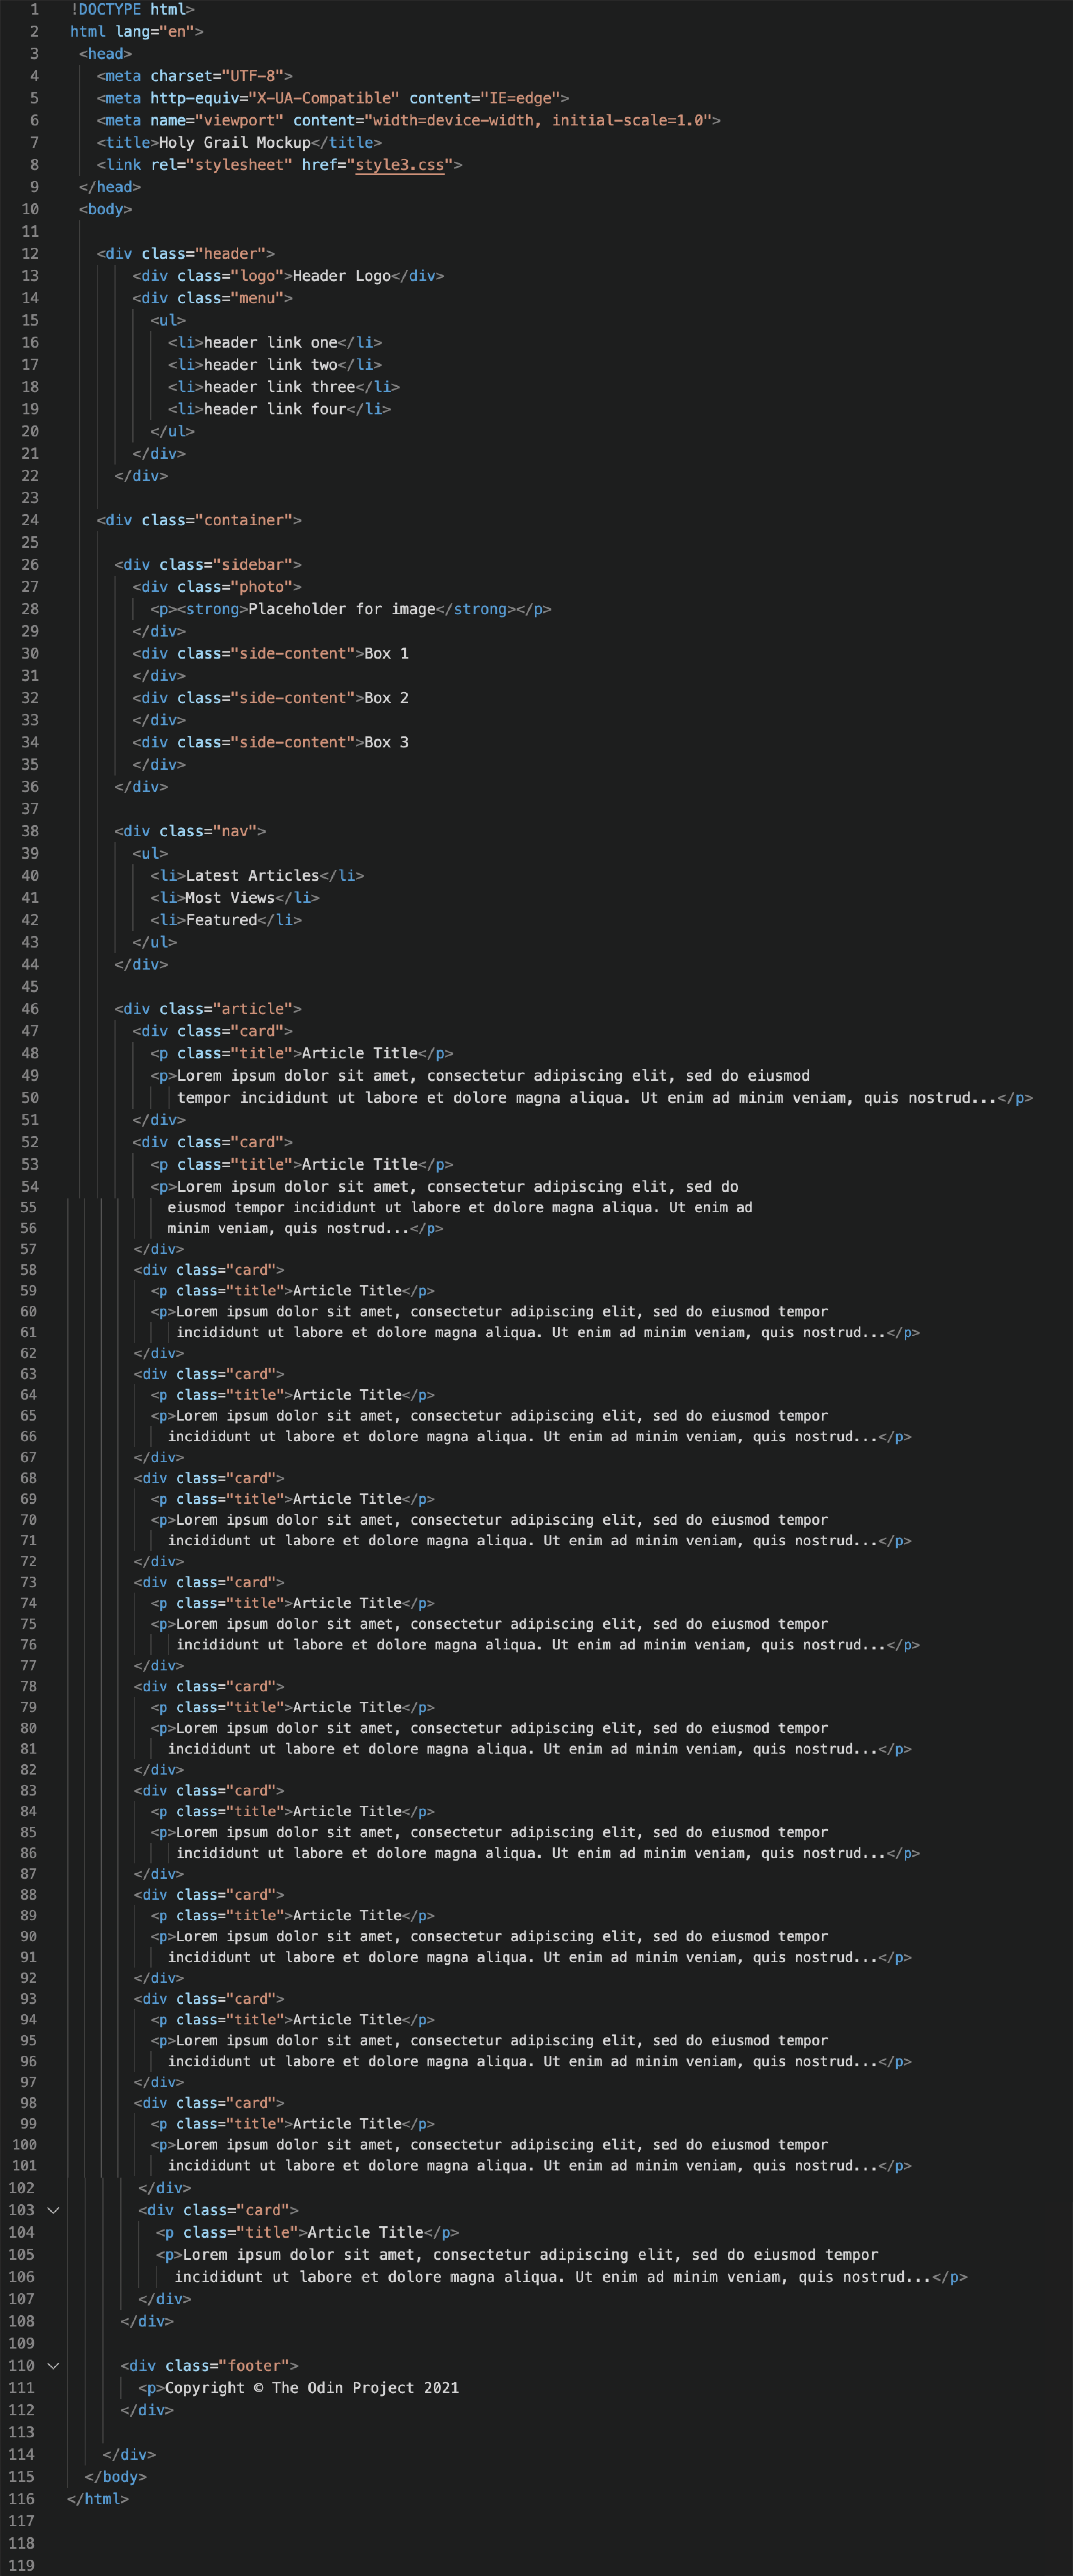 1 !DOCTYPE html>
2 html lang="en">
3 <head>
4 <meta charset="UTF-8">
5 <meta http-equiv="X-UA-Compatible" content="IE=edge">
6 <meta name="viewport" content="width=device-width, initial-scale=1.0">
7 <title>Holy Grail Mockup</title>
8 <link rel="stylesheet" href="style3.css">
9 </head>
10 <body>
11
12 <div class="header">
13 <div class="logo">Header Logo</div>
14 <div class="menu">
15 <ul>
16 <li>header link one</li>
17 <li>header link two</li>
18 <li>header link three</li>
19 <li>header link four</li>
20 </ul>
21 </div>
22 </div>
23
24 <div class="container">
25
26 <div class="sidebar">
27 <div class="photo">
28 <p><strong>Placeholder for image</strong></p>
29 </div>
30 <div class="side-content">Box 1
31 </div>
32 <div class="side-content">Box 2
33 </div>
34 <div class="side-content">Box 3
35 </div>
36 </div>
37
38 <div class="nav">
39 <ul>
40 <li>Latest Articles</li>
41 <li>Most Views</li>
42 <li>Featured</li>
43 </ul>
44 </div>
45
46 <div class="article">
47 <div class="card">
48 <p class="title">Article Title</p>
49 <p>Lorem ipsum dolor sit amet, consectetur adipiscing elit, sed do eiusmod
50 tempor incididunt ut labore et dolore magna aliqua. Ut enim ad minim veniam, quis nostrud...</p>
51 </div>
52 <div class="card">
53 <p class="title">Article Title</p>
54 <p>Lorem ipsum dolor sit amet, consectetur adipiscing elit, sed do
55 eiusmod tempor incididunt ut labore et dolore magna aliqua. Ut enim ad
56 minim veniam, quis nostrud...</p>
57 </div>
58 <div class="card">
59 <p class="title">Article Title</p>
60 <p>Lorem ipsum dolor sit amet, consectetur adipiscing elit, sed do eiusmod tempor
61 incididunt ut labore et dolore magna aliqua. Ut enim ad minim veniam, quis nostrud...</p>
62 </div>
63 <div class="card">
64 <p class="title">Article Title</p>
65 <p>Lorem ipsum dolor sit amet, consectetur adipiscing elit, sed do eiusmod tempor
66 incididunt ut labore et dolore magna aliqua. Ut enim ad minim veniam, quis nostrud...</p>
67 </div>
68 <div class="card">
69 <p class="title">Article Title</p>
70 <p>Lorem ipsum dolor sit amet, consectetur adipiscing elit, sed do eiusmod tempor
71 incididunt ut labore et dolore magna aliqua. Ut enim ad minim veniam, quis nostrud...</p>
72 </div>
73 <div class="card">
74 <p class="title">Article Title</p>
75 <p>Lorem ipsum dolor sit amet, consectetur adipiscing elit, sed do eiusmod tempor
76 incididunt ut labore et dolore magna aliqua. Ut enim ad minim veniam, quis nostrud...</p>
77 </div>
78 <div class="card">
79 <p class="title">Article Title</p>
80 <p>Lorem ipsum dolor sit amet, consectetur adipiscing elit, sed do eiusmod tempor
81 incididunt ut labore et dolore magna aliqua. Ut enim ad minim veniam, quis nostrud...</p>
82 </div>
83 <div class="card">
84 <p class="title">Article Title</p>
85 <p>Lorem ipsum dolor sit amet, consectetur adipiscing elit, sed do eiusmod tempor
86 incididunt ut labore et dolore magna aliqua. Ut enim ad minim veniam, quis nostrud...</p>
87 </div>
88 <div class="card">
89 <p class="title">Article Title</p>
90 <p>Lorem ipsum dolor sit amet, consectetur adipiscing elit, sed do eiusmod tempor
91 incididunt ut labore et dolore magna aliqua. Ut enim ad minim veniam, quis nostrud...</p>
92 </div>
93 <div class="card">
94 <p class="title">Article Title</p>
95 <p>Lorem ipsum dolor sit amet, consectetur adipiscing elit, sed do eiusmod tempor
96 incididunt ut labore et dolore magna aliqua. Ut enim ad minim veniam, quis nostrud...</p>
97 </div>
98 <div class="card">
99 <p class="title">Article Title</p>
100 <p>Lorem ipsum dolor sit amet, consectetur adipiscing elit, sed do eiusmod tempor
101 incididunt ut labore et dolore magna aliqua. Ut enim ad minim veniam, quis nostrud...</p>
102 </div>
103 <div class="card">
104 <p class="title">Article Title</p>
105 <p>Lorem ipsum dolor sit amet, consectetur adipiscing elit, sed do eiusmod tempor
106 incididunt ut labore et dolore magna aliqua. Ut enim ad minim veniam, quis nostrud...</p>
107 </div>
108 </div>
109
110 <div class="footer">
111 <p>Copyright © The Odin Project 2021
112 </div>
113
114 </div>
115 </body>
116 </html>
117
118
119